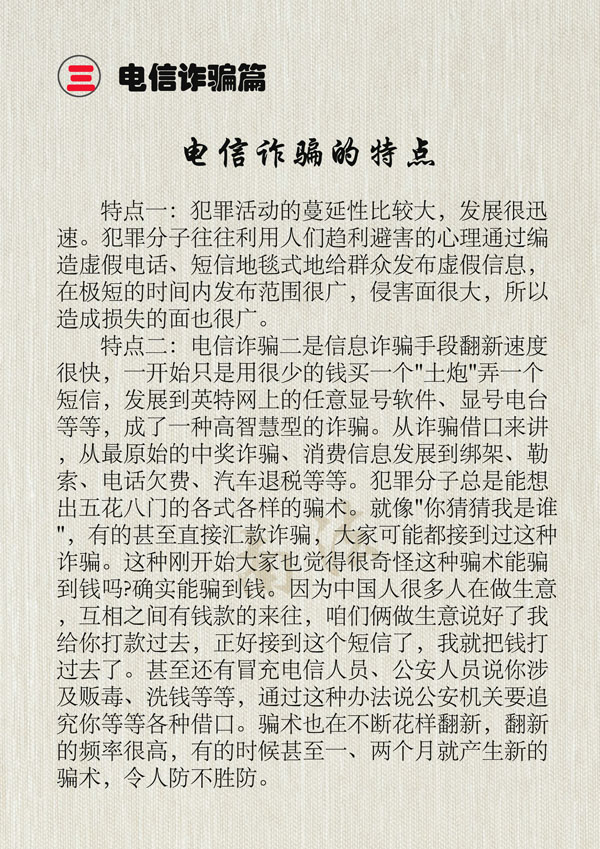 三 电信诈骗篇
电信诈骗的特点
特点一：犯罪活动的蔓延性比较大，发展很迅
速。犯罪分子往往利用人们趋利避害的心理通过编
造虚假电话、短信地毯式地给群众发布虚假信息，
在极短的时间内发布范围很广，侵害面很大，所以
造成损失的面也很广。
特点二：电信诈骗二是信息诈骗手段翻新速度
很快，一开始只是用很少的钱买一个"土炮"弄一个
短信，发展到英特网上的任意显号软件、显号电台
等等，成了一种高智慧型的诈骗。从诈骗借口来讲
，从最原始的中奖诈骗、消费信息发展到绑架、勒
索、电话欠费、汽车退税等等。犯罪分子总是能想
出五花八门的各式各样的骗术。就像"你猜猜我是谁
"，有的甚至直接汇款诈骗，大家可能都接到过这种
诈骗。这种刚开始大家也觉得很奇怪这种骗术能骗
到钱吗?确实能骗到钱。因为中国人很多人在做生意
，互相之间有钱款的来往，咱们俩做生意说好了我
给你打款过去，正好接到这个短信了，我就把钱打
过去了。甚至还有冒充电信人员、公安人员说你涉
及贩毒、洗钱等等，通过这种办法说公安机关要追
究你等等各种借口。骗术也在不断花样翻新，翻新
的频率很高，有的时候甚至一、两个月就产生新的
骗术，令人防不胜防。